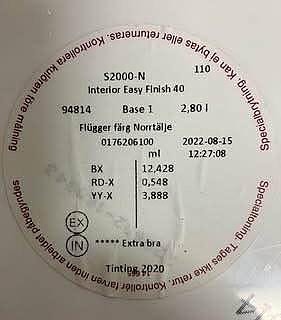 Specialbrytning. Kan ej bytas eller returneras. Kontrollera kulören före målning
110
S2000-N
Interior Easy Finish 40
94814 Base 1 2,80 l
Flügger färg Norrtälje
0176206100 2022-08-15
ml 12:27:08
BX 12,428
RD-X 0,548
YY-X 3,888
EX
IN ***** Extra bra
Tinting 2020
Specialtoning. Tages ikke retur. Kontrollér farven inden arbejdet påbegyndes